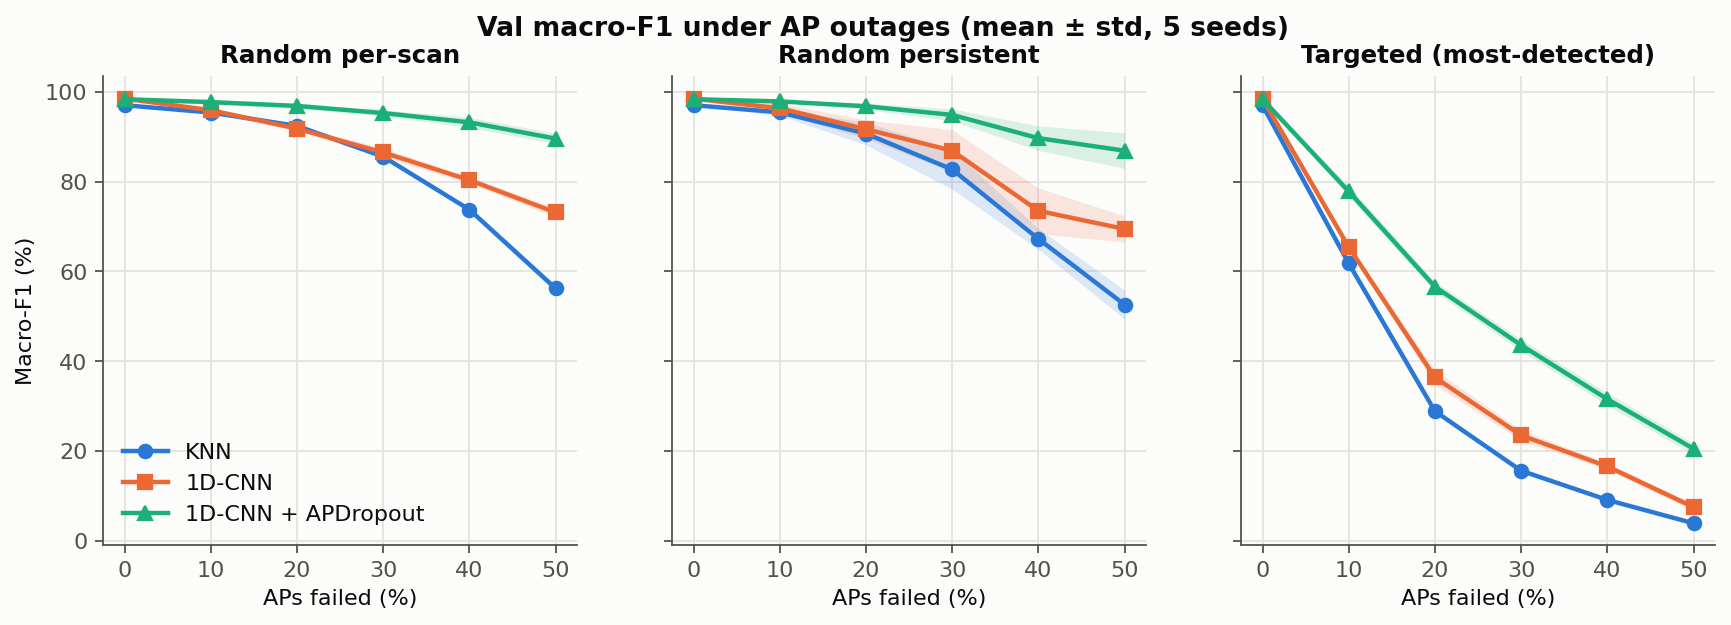 Val macro-F1 under AP outages (mean ± std, 5 seeds)
Random per-scan
Random persistent
Targeted (most-detected)
Macro-F1 (%)
100
80
60
40
20
0
KNN
1D-CNN
1D-CNN + APDropout
0 10 20 30 40 50
0 10 20 30 40 50
0 10 20 30 40 50
APs failed (%)
APs failed (%)
APs failed (%)